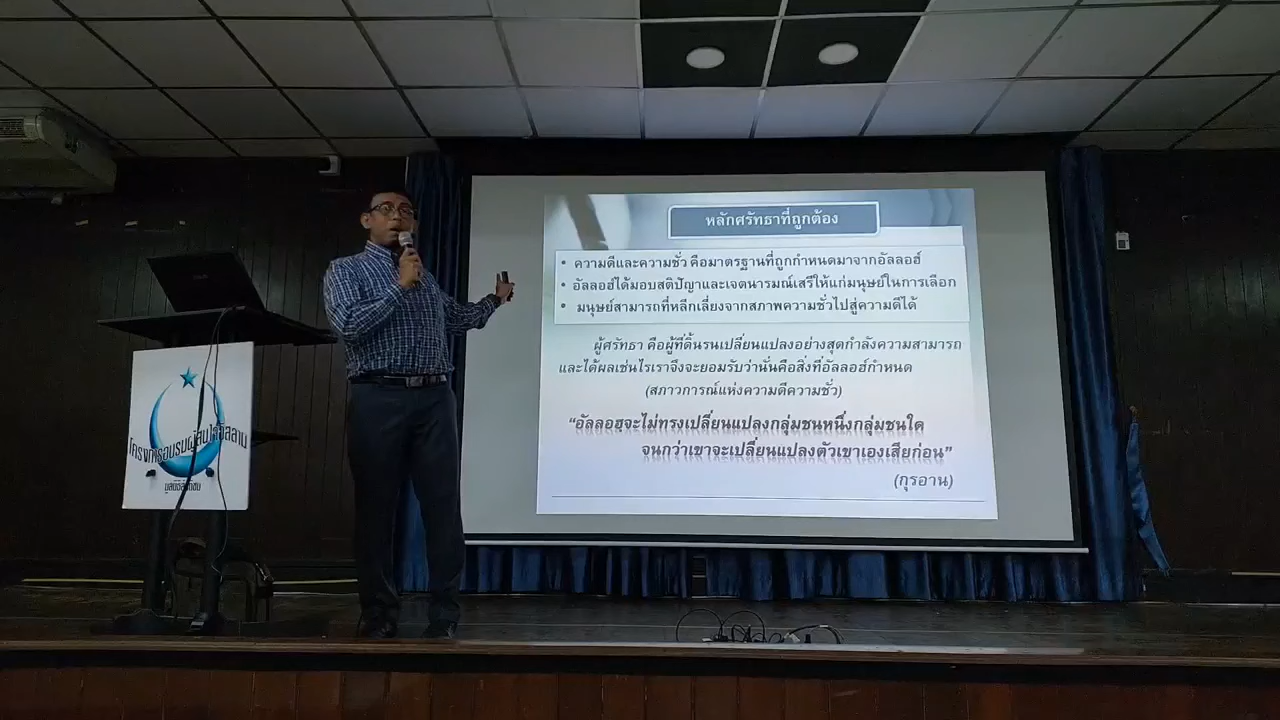 หลักศรัทธาที่ถูกต้อง
• ความดีและความชั่ว คือมาตรฐานที่ถูกกำหนดมาจากอัลลอฮ์
• อัลลอฮ์ได้มอบสติปัญาและเจตนารมณ์เสรีให้แก่มนุษย์ในการเลือก
• มนุษย์สามารถที่หลีกเลี่ยงจากสภาพความชั่วไปสู่ความดีได้
ผู้ศรัทธา คือผู้ที่ดิ้นรนเปลี่ยนแปลงอย่างสุดกำลังความสามารถ
และได้ผลเช่นไรเราจึงจะยอมรับว่านั่นคือสิ่งที่อัลลอฮ์กำหนด
(สภาวการณ์แห่งความดีความชั่ว)
“อัลลอฮฺจะไม่ทรงเปลี่ยนแปลงกลุ่มชนหนึ่งกลุ่มชนใด
จนกว่าเขาจะเปลี่ยนแปลงตัวเขาเองเสียก่อน”
(กุรอาน)
โครงการอบรมผู้สนใจอิสลาม
มูลนิธิสันติชน